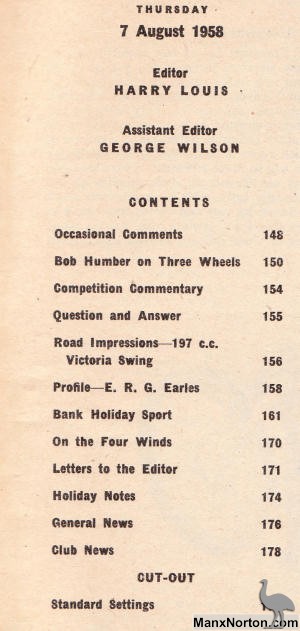 THURSDAY
7 August 1958
Editor
HARRY LOUIS
Assistant Editor
GEORGE WILSON
CONTENTS
Occasional Comments 148
Bob Humber on Three Wheels 150
Competition Commentary 154
Question and Answer 155
Road Impressions—197 c.c.
Victoria Swing 156
Profile—E. R. G. Earles 158
Bank Holiday Sport 161
On the Four Winds 170
Letters to the Editor 171
Holiday Notes 174
General News 176
Club News 178
CUT-OUT
Standard Settings
ManxNorton.com